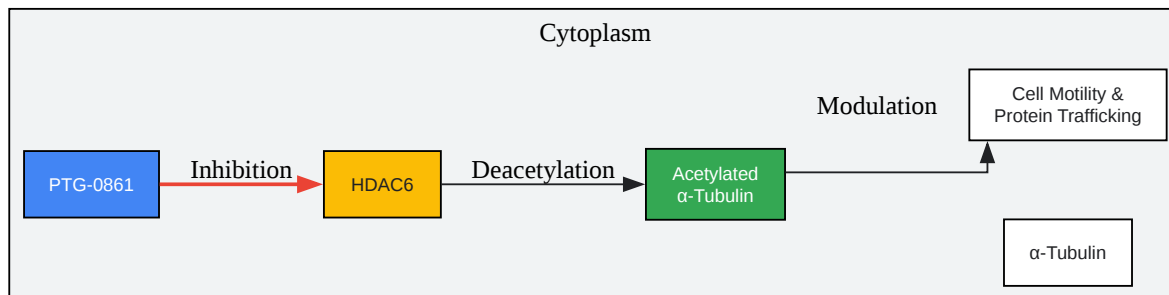 Cytoplasm
Modulation
Cell Motility &
Protein Trafficking
Inhibition
Deacetylation
PTG-0861
HDAC6
Acetylated
α-Tubulin
α-Tubulin